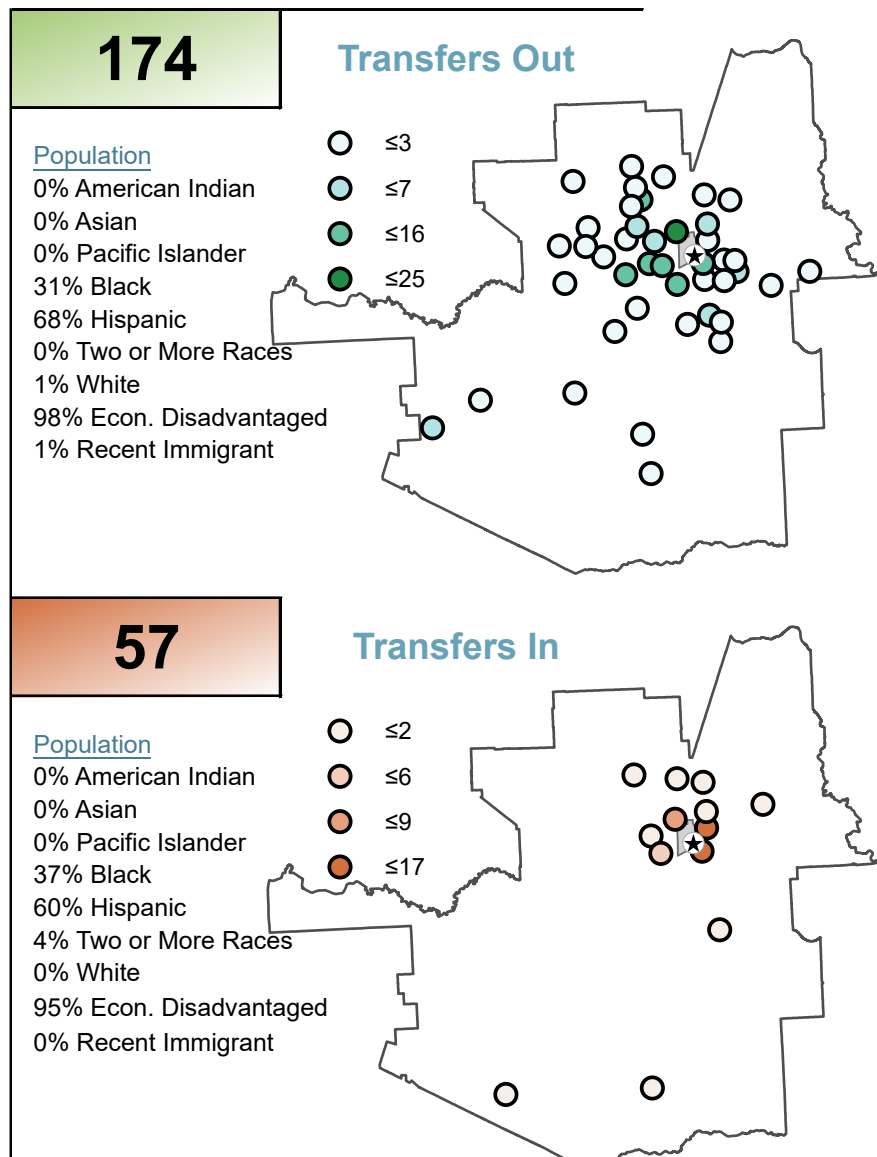 174
Transfers Out
Population
0% American Indian
0% Asian
0% Pacific Islander
31% Black
68% Hispanic
0% Two or More Races
1% White
98% Econ. Disadvantaged
1% Recent Immigrant
≤3
≤7
≤16
≤25
57
Transfers In
Population
0% American Indian
0% Asian
0% Pacific Islander
37% Black
60% Hispanic
4% Two or More Races
0% White
95% Econ. Disadvantaged
0% Recent Immigrant
≤2
≤6
≤9
≤17